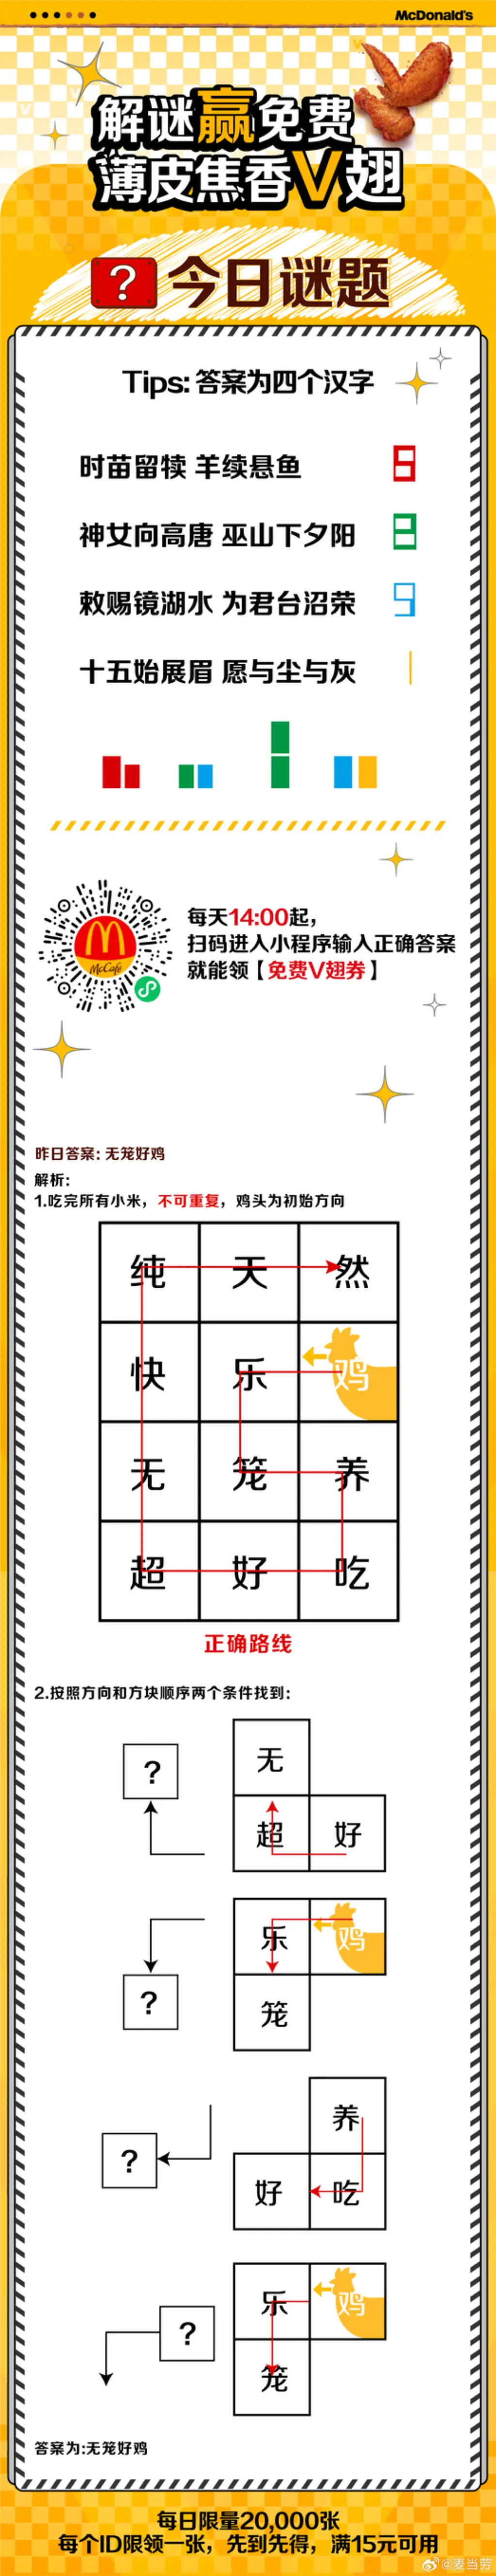 McDonald's
解谜赢免费
薄皮焦香V翅
?今日谜题
Tips: 答案为四个汉字
时苗留犊 羊续悬鱼 8
神女向高唐 巫山下夕阳 8
敕赐镜湖水 为君台沼荣 9
十五始展眉 愿与尘与灰
McCafé
每天14:00起,
扫码进入小程序输入正确答案
就能领【免费V翅券】
昨日答案: 无笼好鸡
解析:
1.吃完所有小米, 不可重复, 鸡头为初始方向
纯 天 然
快 乐 鸡
无 笼 养
超 好 吃
正确路线
2.按照方向和方块顺序两个条件找到:
无
?
超 好
乐 鸡
?
笼
养
?
好 吃
乐 鸡
?
笼
答案为:无笼好鸡
每日限量20,000张
每个ID限领一张, 先到先得, 满15元可用
@麦当劳